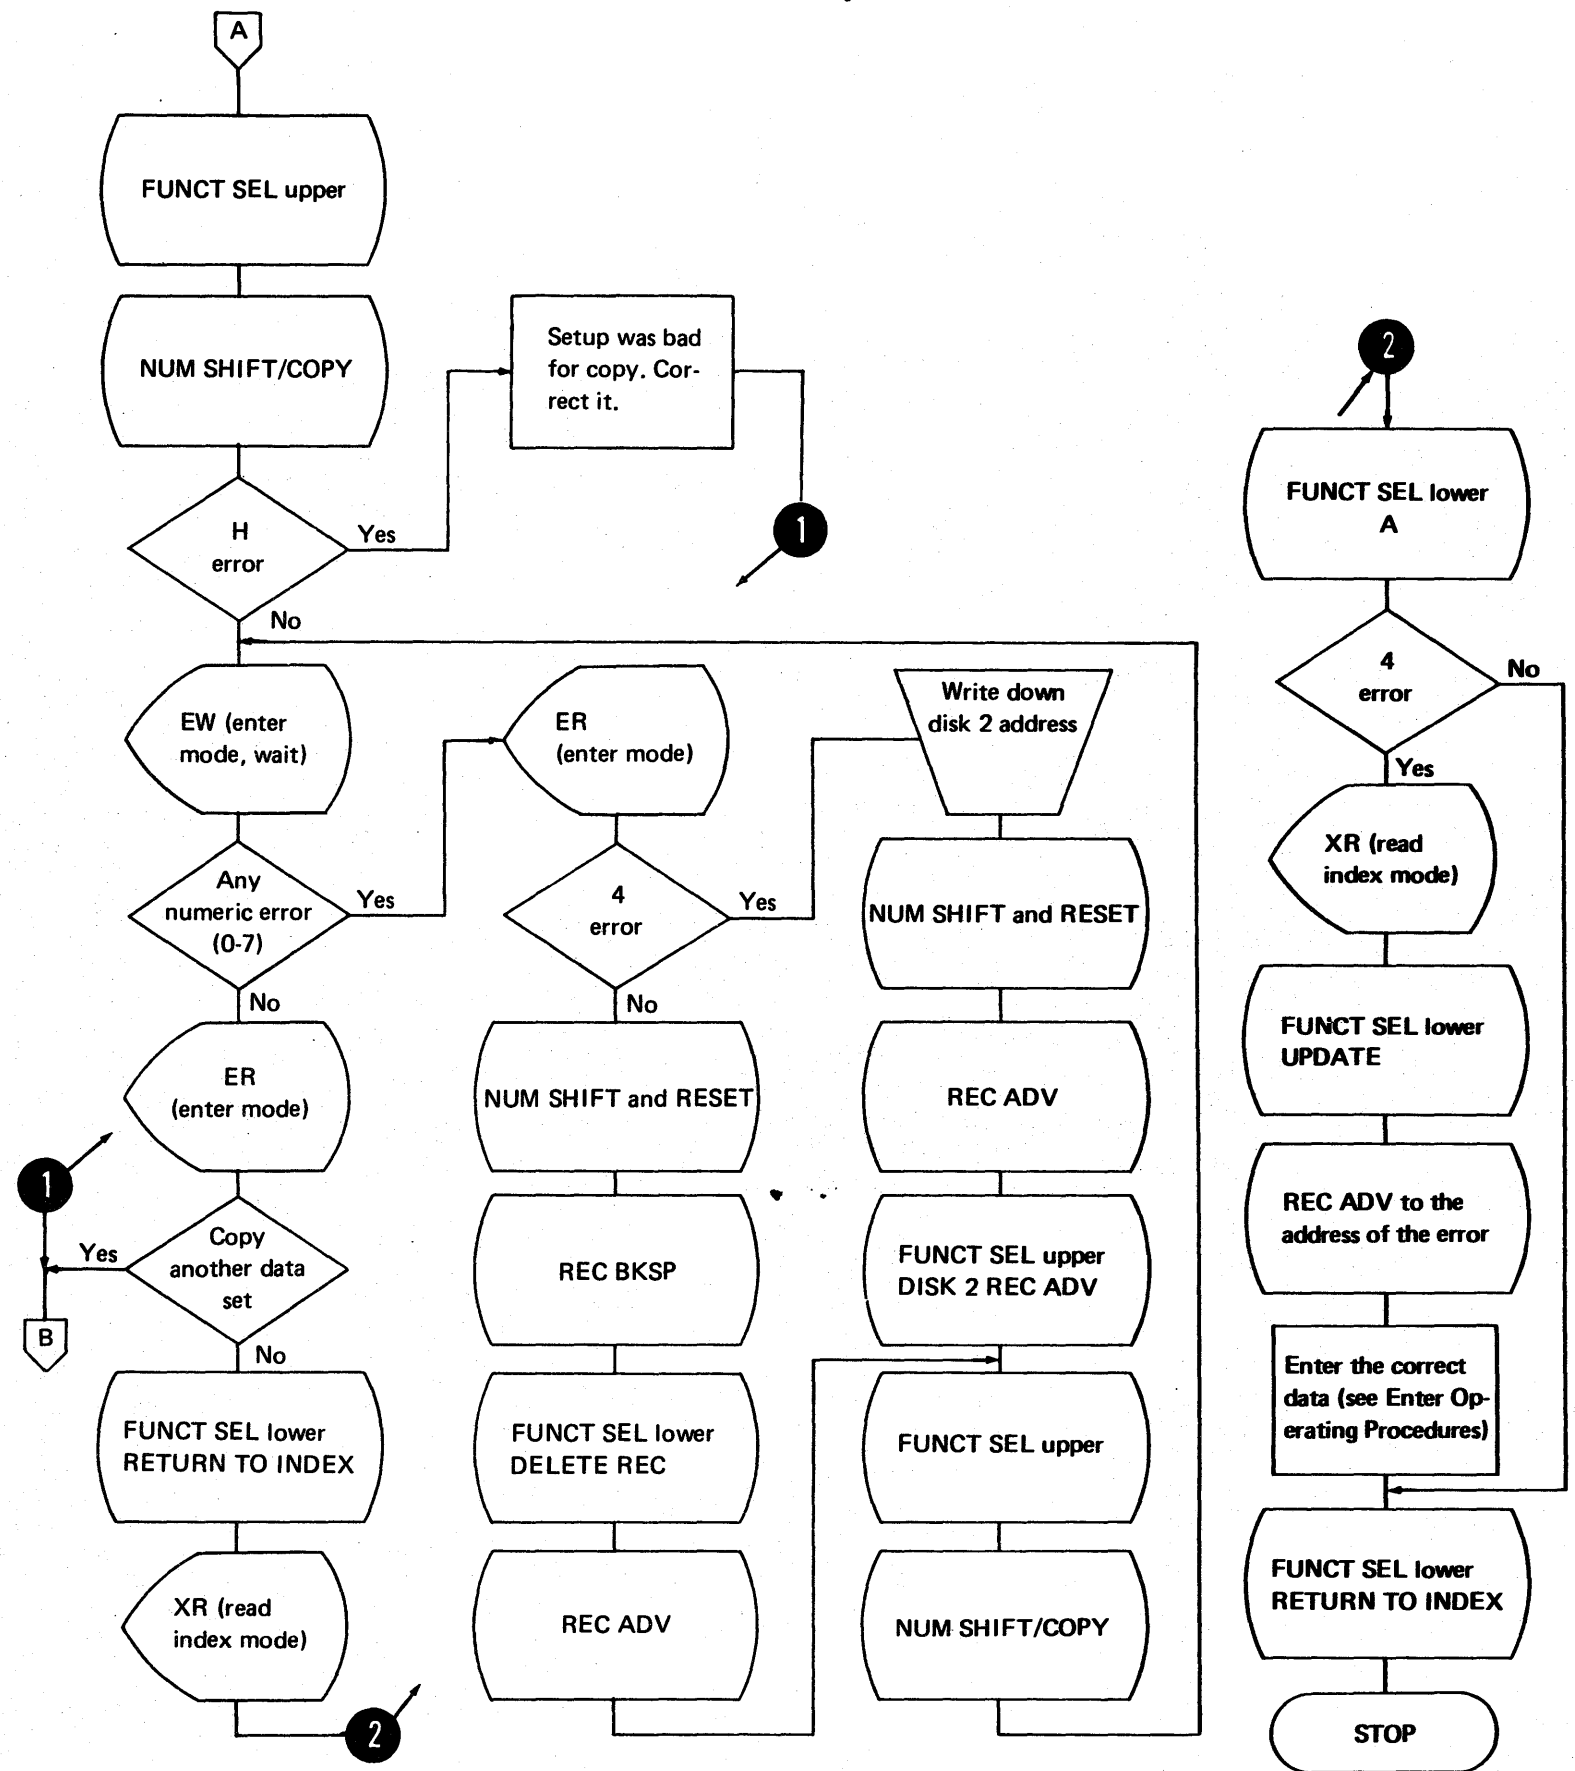 A
FUNCT SEL upper
NUM SHIFT/COPY
H
error
Yes
No
Setup was bad
for copy. Cor-
rect it.
1
EW (enter
mode, wait)
Any
numeric error
(0-7)
Yes
No
ER
(enter mode)
1
Copy
another data
set
Yes
No
B
FUNCT SEL lower
RETURN TO INDEX
XR (read
index mode)
2
ER
(enter mode)
4
error
Yes
No
NUM SHIFT and RESET
REC BKSP
FUNCT SEL lower
DELETE REC
REC ADV
Write down
disk 2 address
NUM SHIFT and RESET
REC ADV
FUNCT SEL upper
DISK 2 REC ADV
FUNCT SEL upper
NUM SHIFT/COPY
2
FUNCT SEL lower
A
4
error
No
Yes
XR (read
index mode)
FUNCT SEL lower
UPDATE
REC ADV to the
address of the error
Enter the correct
data (see Enter Op-
erating Procedures)
FUNCT SEL lower
RETURN TO INDEX
STOP